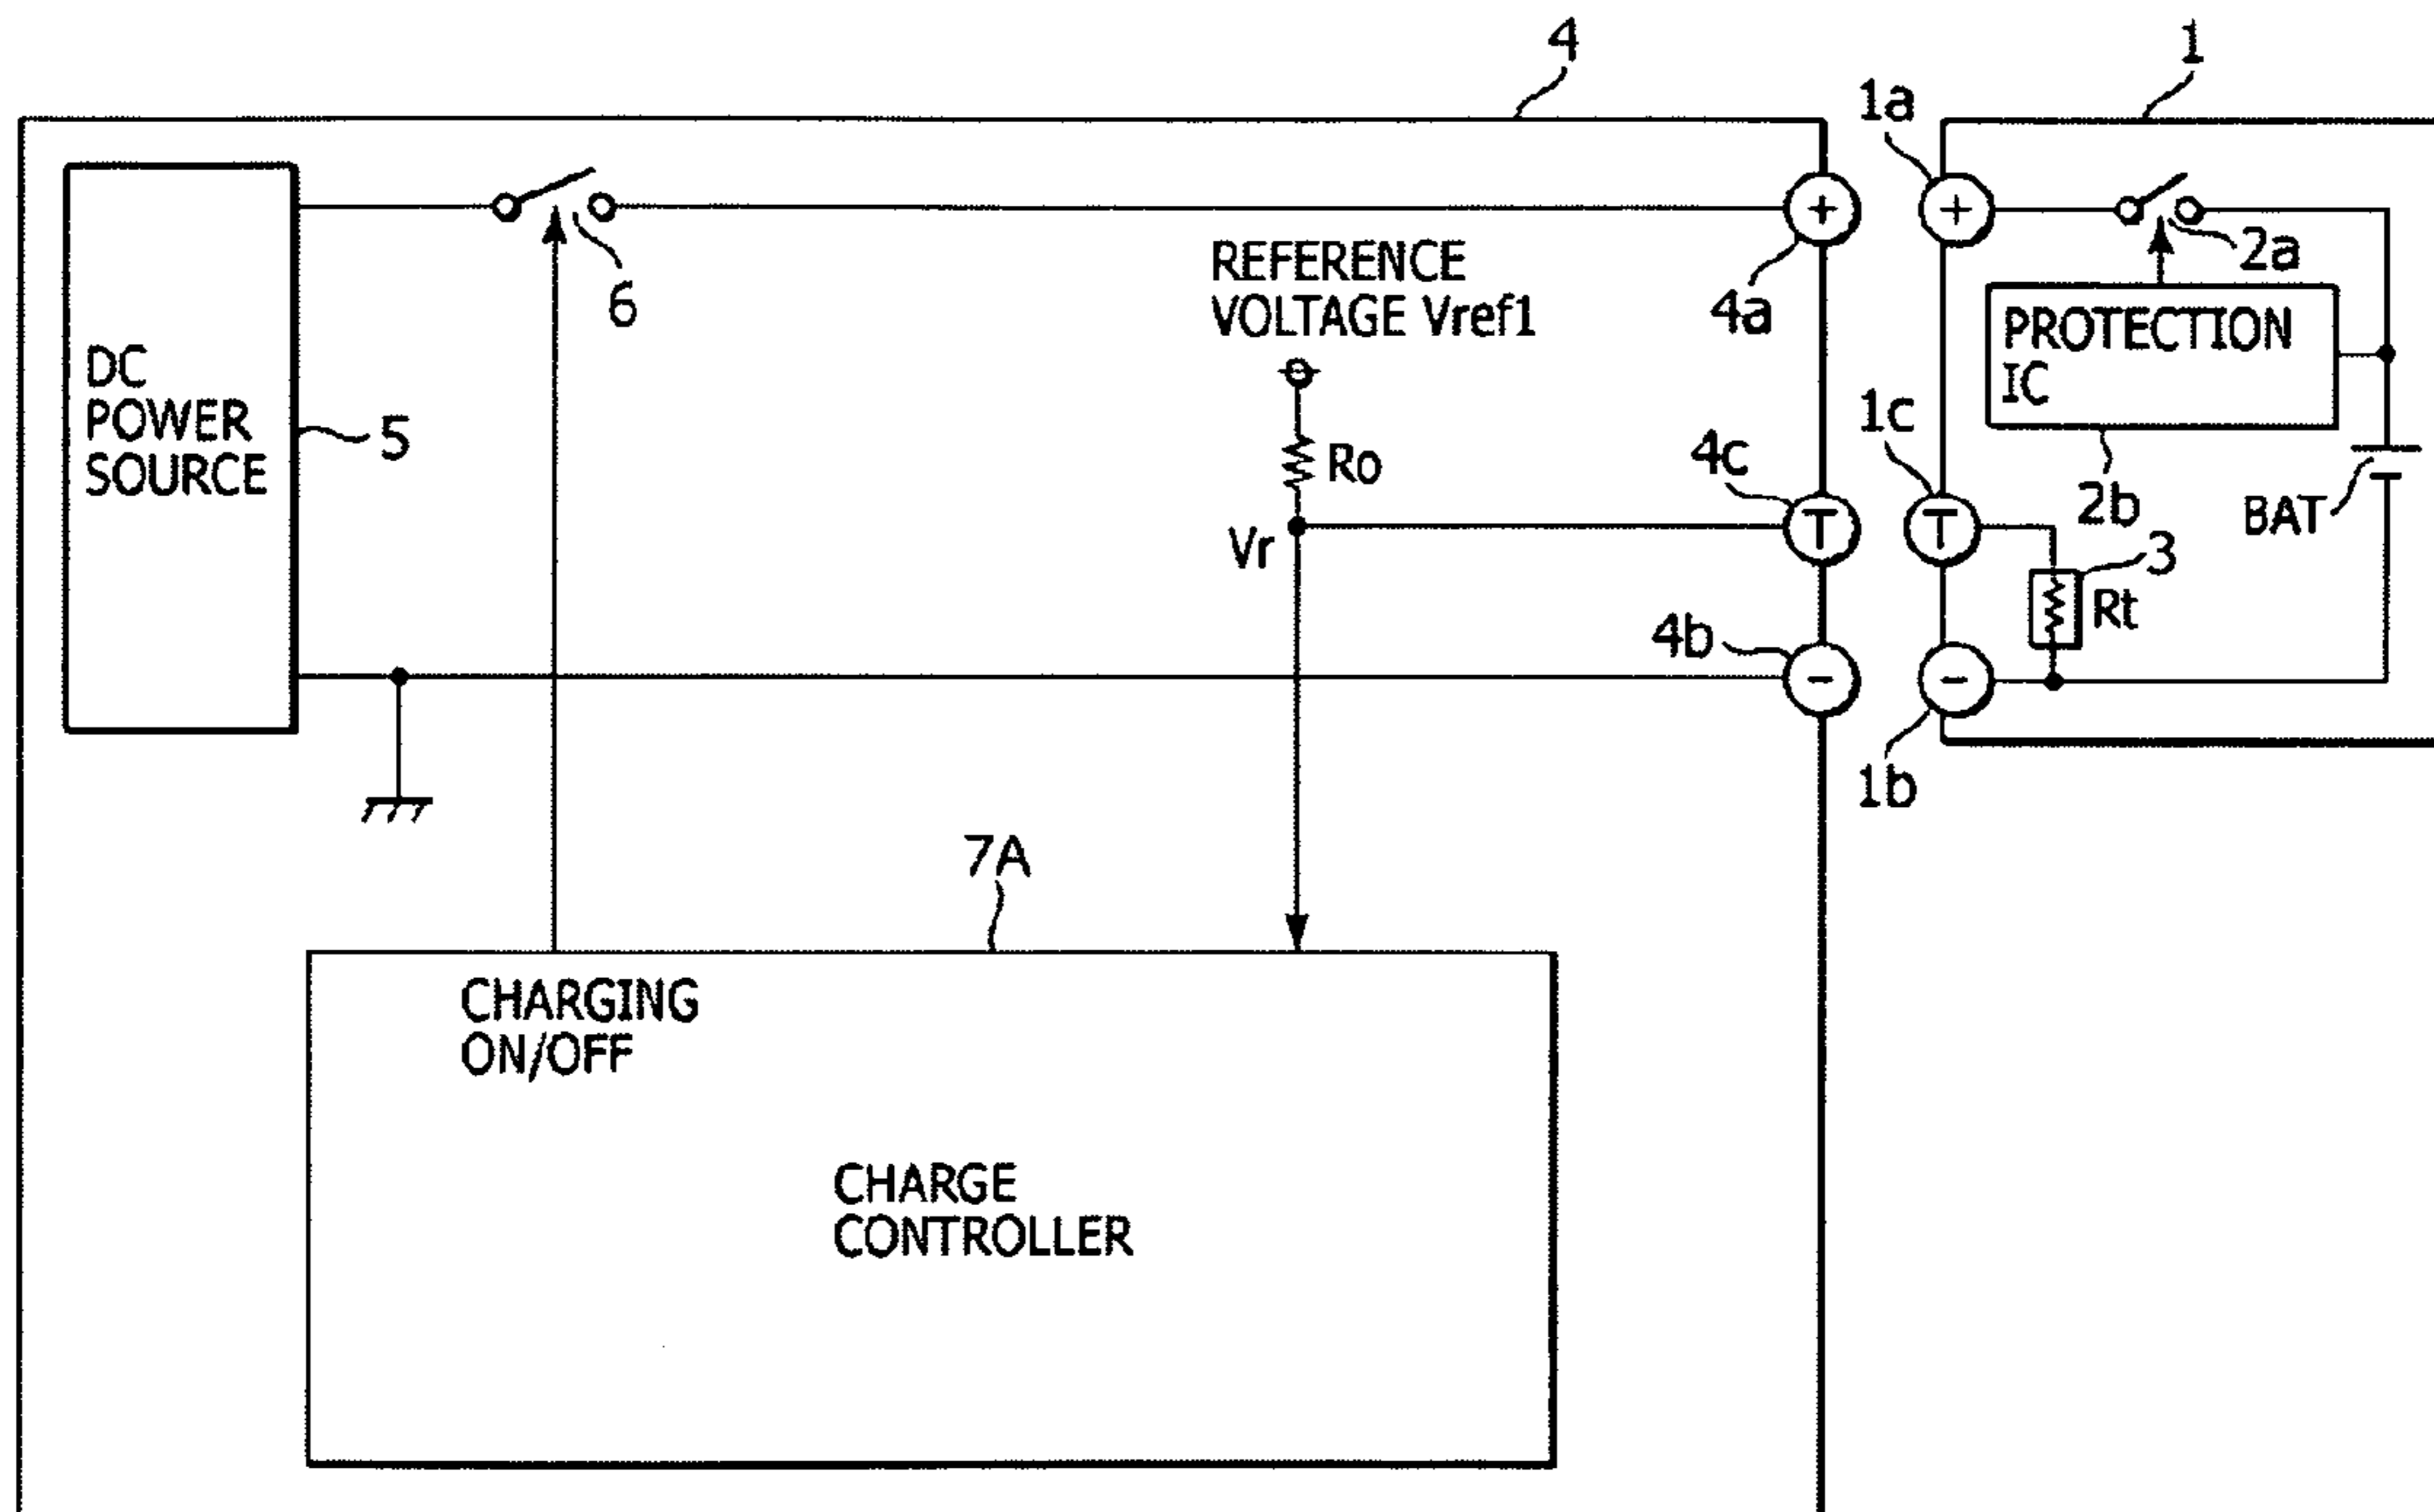 4
1
1a
+
+
2a
6
REFERENCE
VOLTAGE Vref1
4a
PROTECTION
IC
DC
POWER
SOURCE
5
Ro
4c
1c
2b
BAT
T
T
Vr
3
Rt
4b
-
-
1b
7A
CHARGING
ON/OFF
CHARGE
CONTROLLER